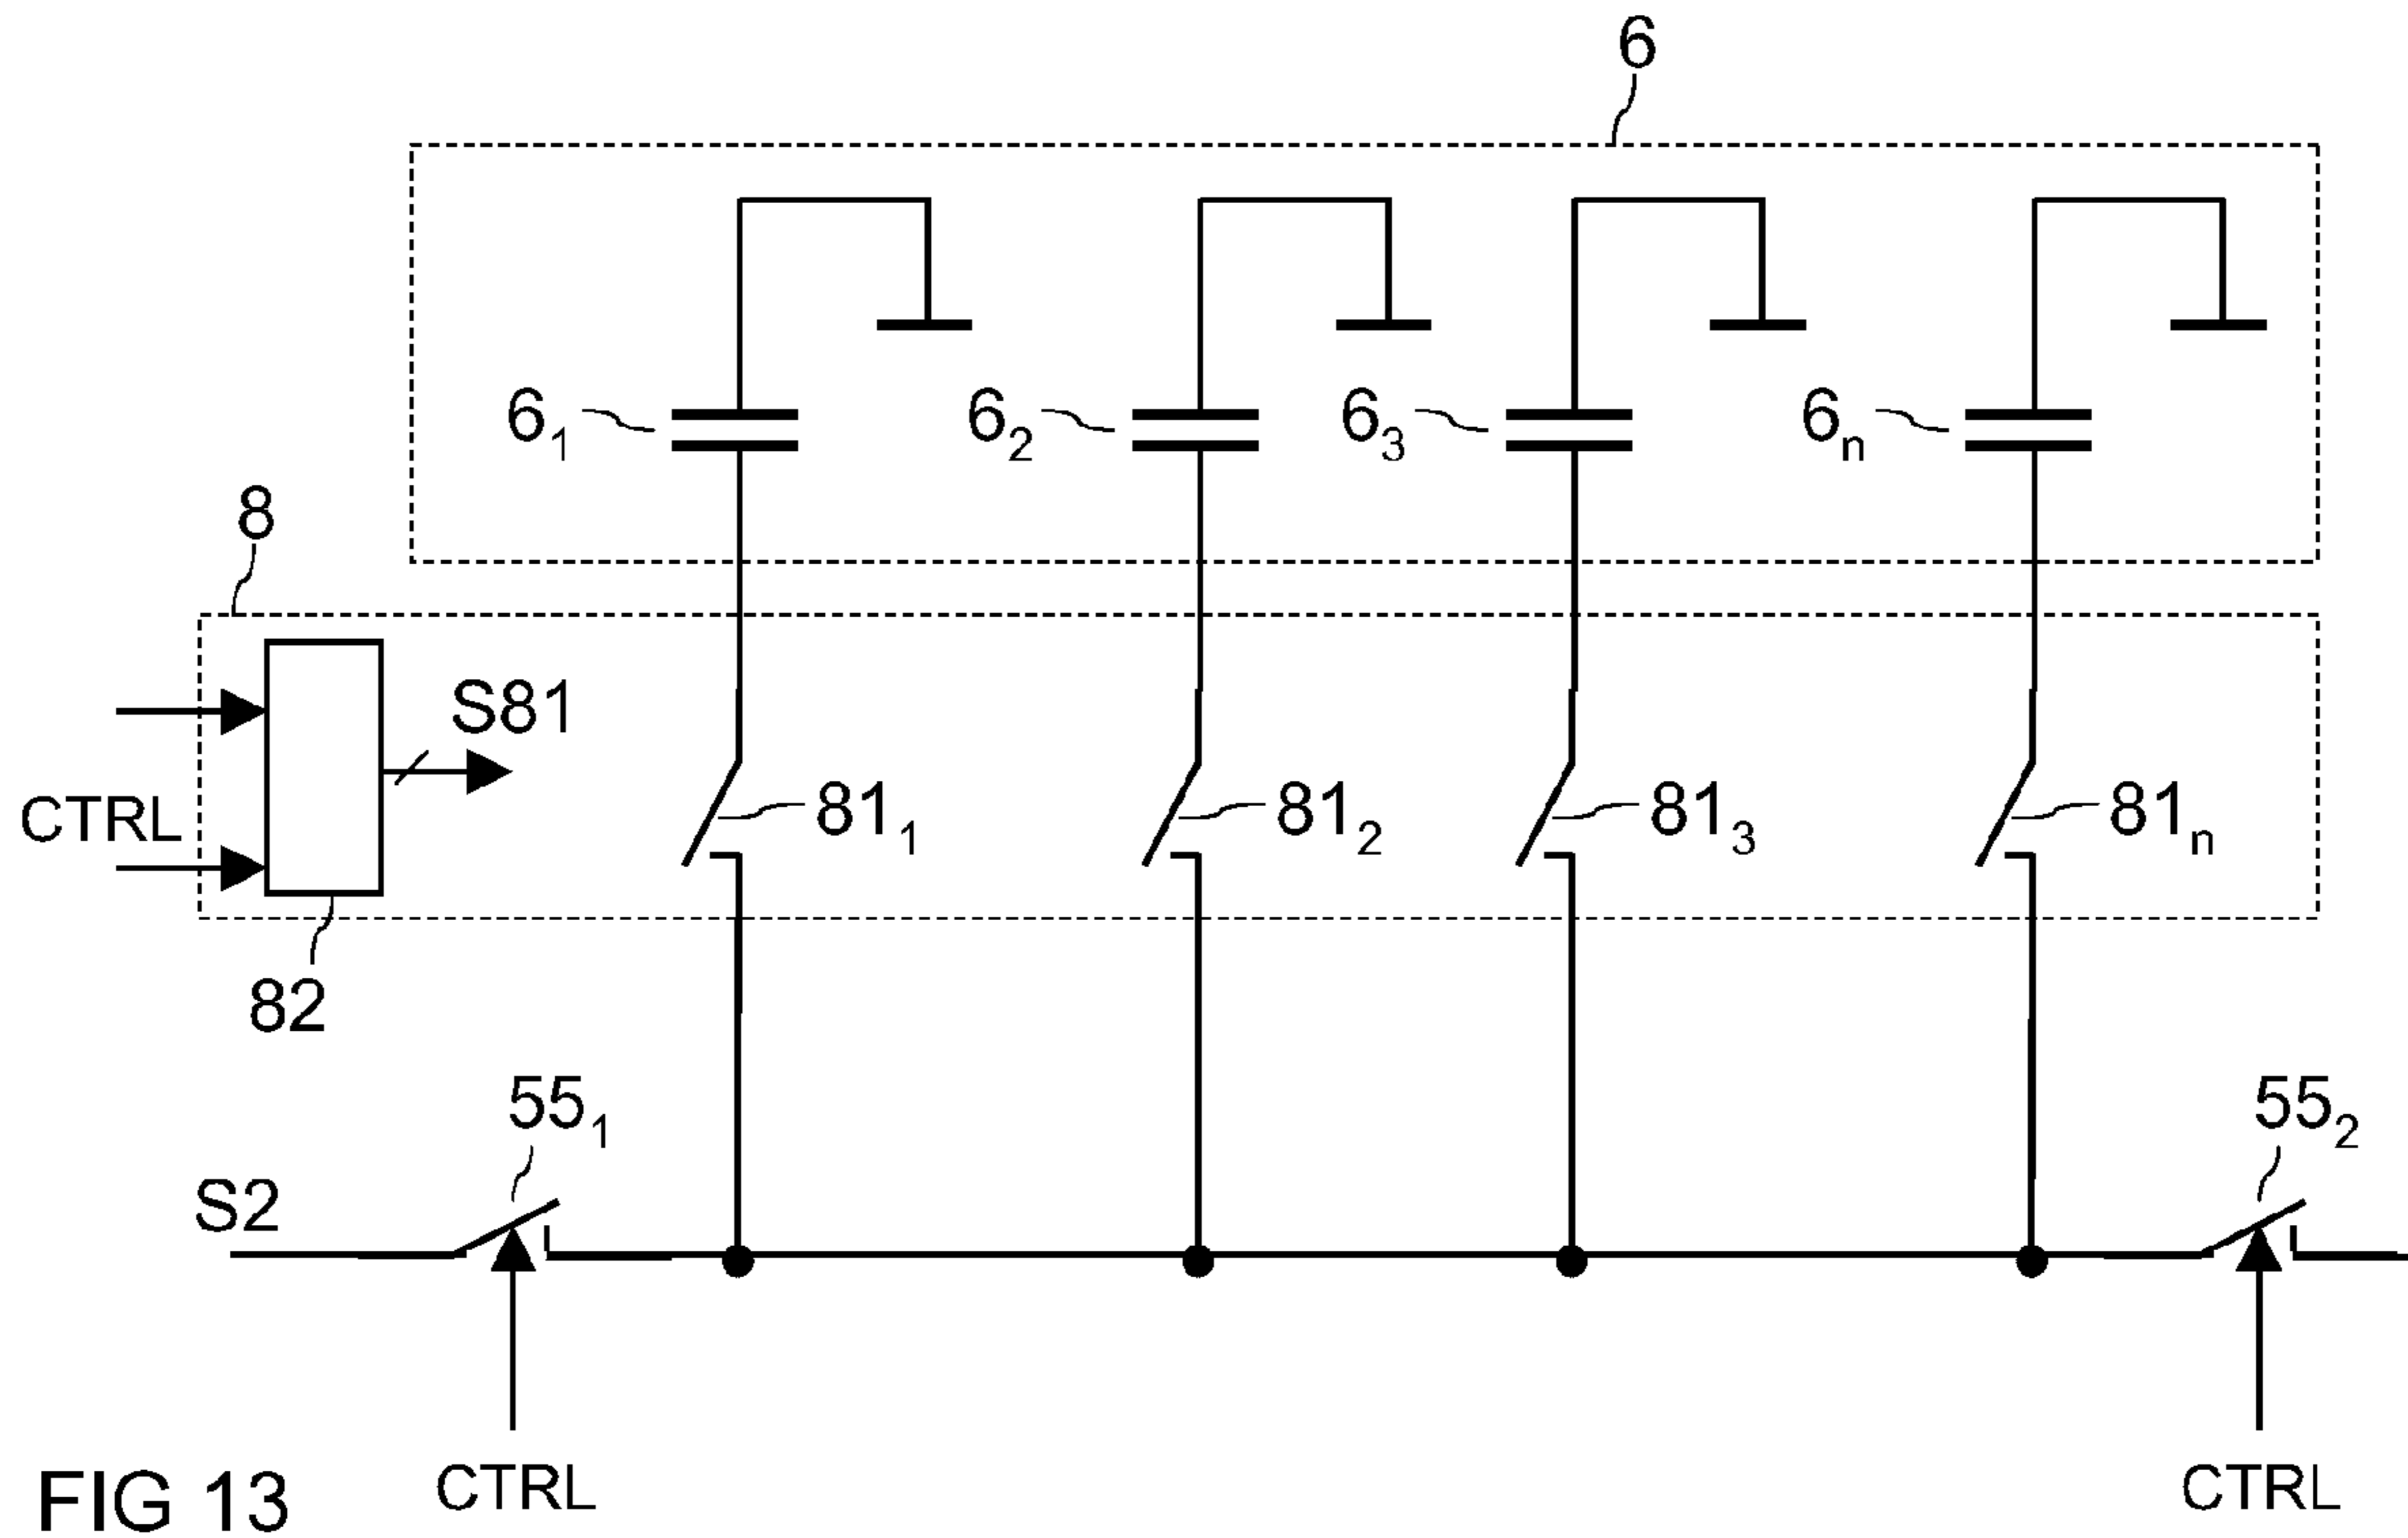 6
6₁ 6₂ 6₃ 6ₙ
8
S81
CTRL
81₁ 81₂ 81₃ 81ₙ
82
55₁ 55₂
S2
CTRL CTRL
FIG 13